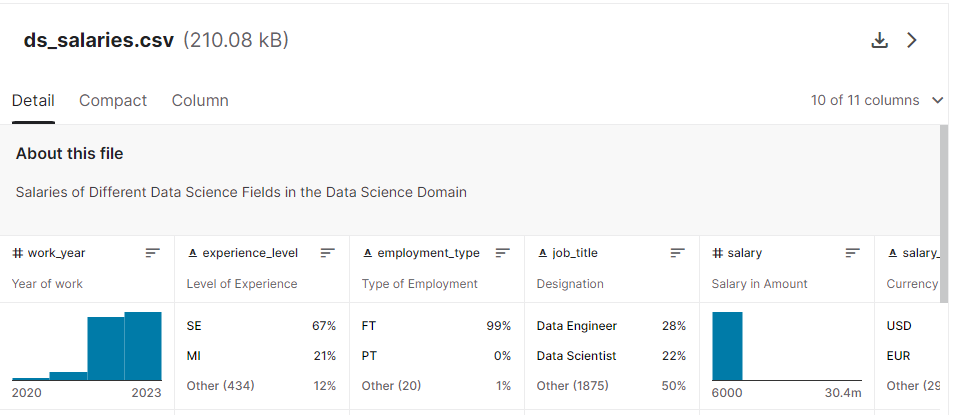 ds_salaries.csv (210.08 kB)
Detail Compact Column 10 of 11 columns
About this file
Salaries of Different Data Science Fields in the Data Science Domain
# work_year A experience_level A employment_type A job_title # salary A salary_
Year of work Level of Experience Type of Employment Designation Salary in Amount Currency
SE 67% FT 99% Data Engineer 28% USD
MI 21% PT 0% Data Scientist 22% EUR
Other (434) 12% Other (20) 1% Other (1875) 50% Other (29
2020 2023 6000 30.4m